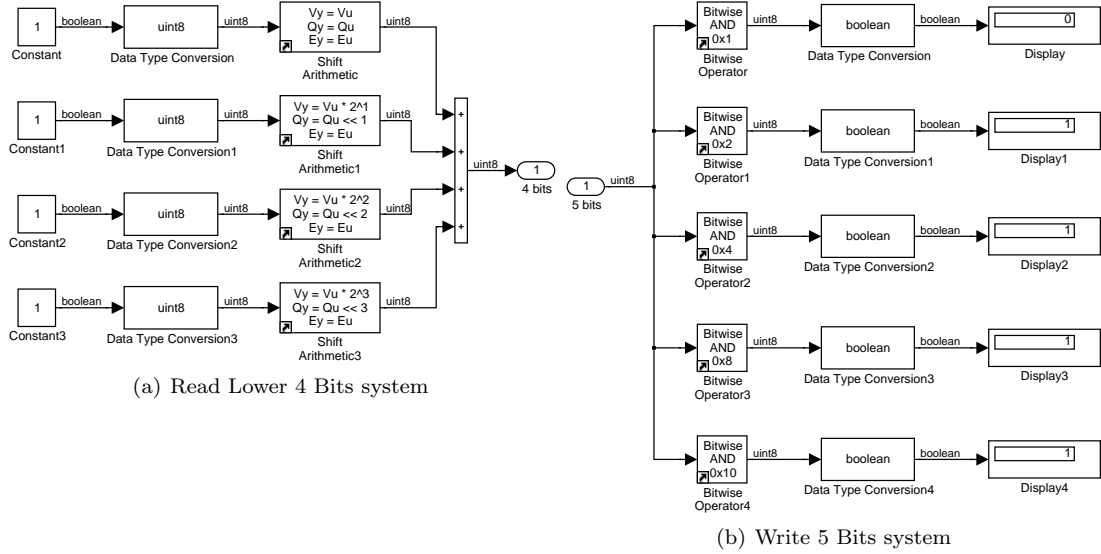 1
boolean
Constant
uint8
Data Type Conversion
uint8
Vy = Vu
Qy = Qu
Ey = Eu
Shift
Arithmetic
uint8
1
boolean
Constant1
uint8
Data Type Conversion1
uint8
Vy = Vu * 2^1
Qy = Qu << 1
Ey = Eu
Shift
Arithmetic1
uint8
1
boolean
Constant2
uint8
Data Type Conversion2
uint8
Vy = Vu * 2^2
Qy = Qu << 2
Ey = Eu
Shift
Arithmetic2
uint8
1
boolean
Constant3
uint8
Data Type Conversion3
uint8
Vy = Vu * 2^3
Qy = Qu << 3
Ey = Eu
Shift
Arithmetic3
uint8
+
+
+
+
uint8
1
4 bits
(a) Read Lower 4 Bits system
1
5 bits
uint8
Bitwise
AND
0x1
Bitwise
Operator
uint8
boolean
Data Type Conversion
boolean
0
Display
Bitwise
AND
0x2
Bitwise
Operator1
uint8
boolean
Data Type Conversion1
boolean
1
Display1
Bitwise
AND
0x4
Bitwise
Operator2
uint8
boolean
Data Type Conversion2
boolean
1
Display2
Bitwise
AND
0x8
Bitwise
Operator3
uint8
boolean
Data Type Conversion3
boolean
1
Display3
Bitwise
AND
0x10
Bitwise
Operator4
uint8
boolean
Data Type Conversion4
boolean
1
Display4
(b) Write 5 Bits system